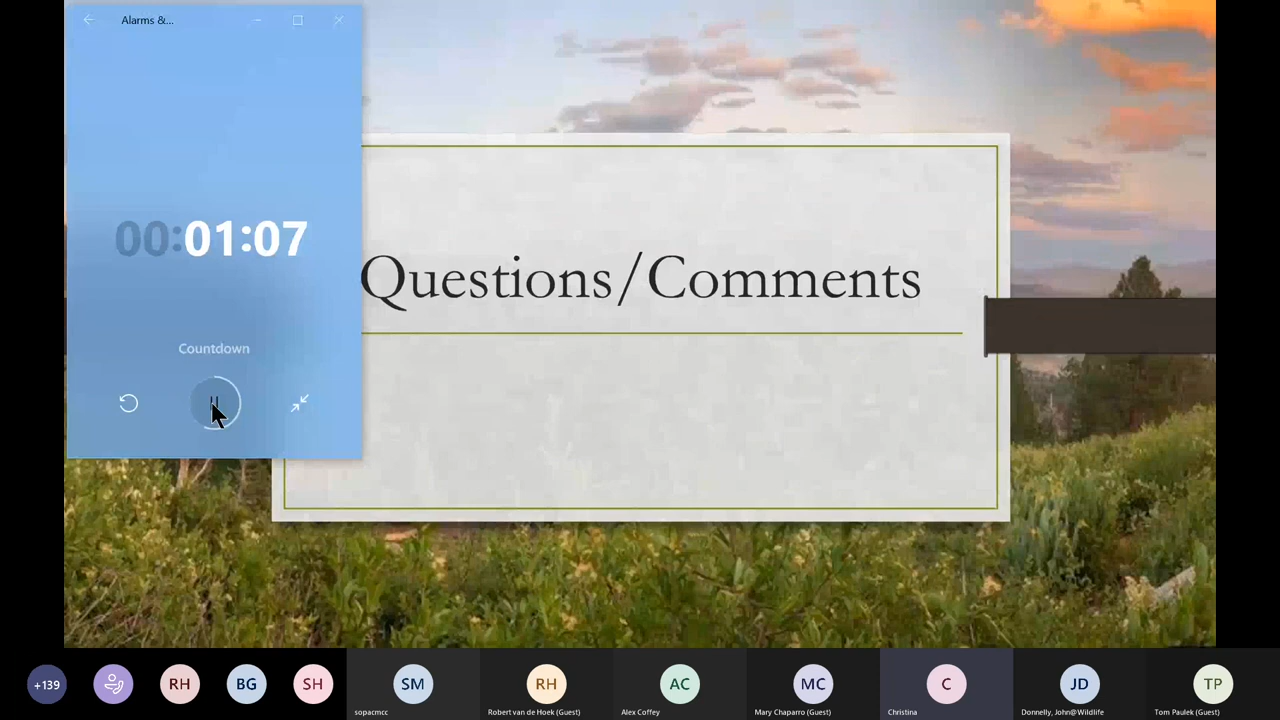 Alarms &...
00:01:07
Countdown
Questions/Comments
+139
RH
BG
SH
SM
RH
AC
MC
C
JD
TP
sopacmcc
Robert van de Hoek (Guest)
Alex Coffey
Mary Chaparro (Guest)
Christina
Donnelly, John@Wildlife
Tom Paulek (Guest)